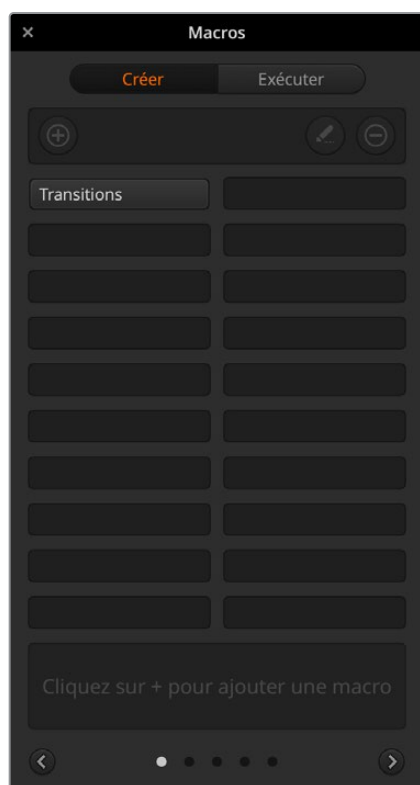 Macros
Créer
Exécuter
Transitions
Cliquez sur + pour ajouter une macro